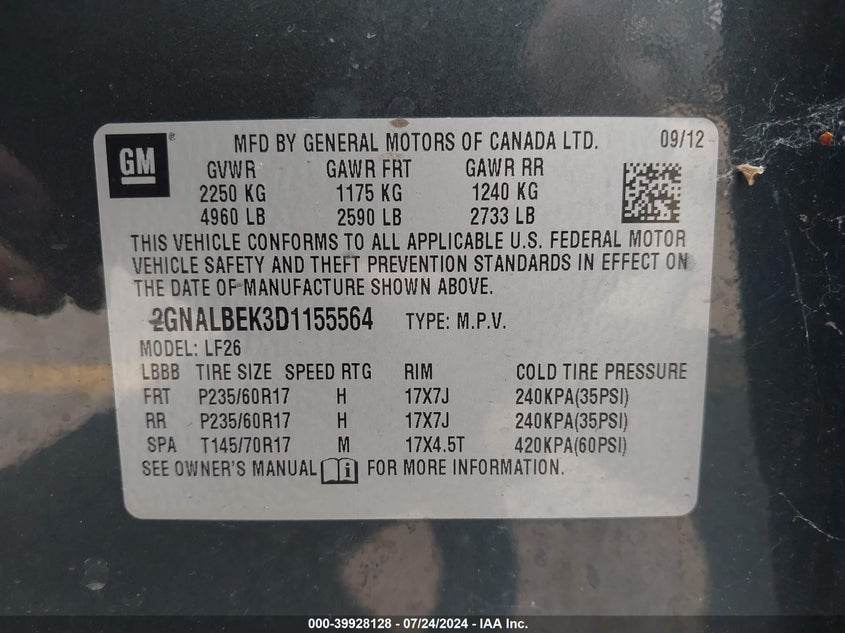 GM ®
MFD BY GENERAL MOTORS OF CANADA LTD. 09/12
GVWR GAWR FRT GAWR RR
2250 KG 1175 KG 1240 KG
4960 LB 2590 LB 2733 LB
THIS VEHICLE CONFORMS TO ALL APPLICABLE U.S. FEDERAL MOTOR
VEHICLE SAFETY AND THEFT PREVENTION STANDARDS IN EFFECT ON
THE DATE OF MANUFACTURE SHOWN ABOVE.
2GNALBEK3D1155564 TYPE: M.P.V.
MODEL: LF26
LBBB TIRE SIZE SPEED RTG RIM COLD TIRE PRESSURE
FRT P235/60R17 H 17X7J 240KPA(35PSI)
RR P235/60R17 H 17X7J 240KPA(35PSI)
SPA T145/70R17 M 17X4.5T 420KPA(60PSI)
SEE OWNER'S MANUAL i FOR MORE INFORMATION.
000-39928128 - 07/24/2024 - IAA Inc.